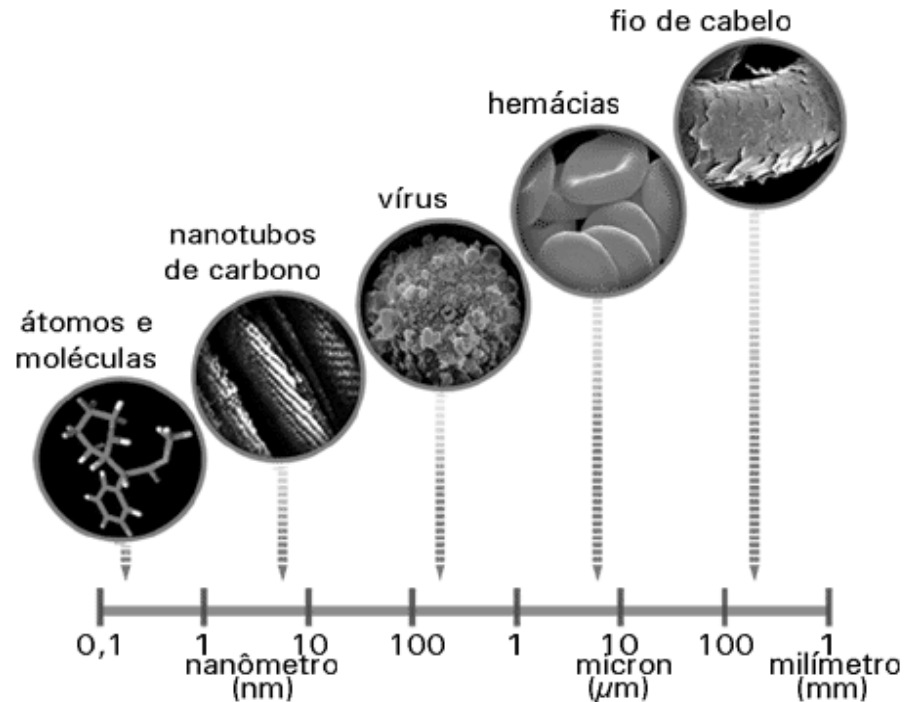 fio de cabelo
hemácias
vírus
nanotubos
de carbono
átomos e
moléculas
0,1 1 10 100 1 10 100 1
nanômetro micron milímetro
(nm) (μm) (mm)